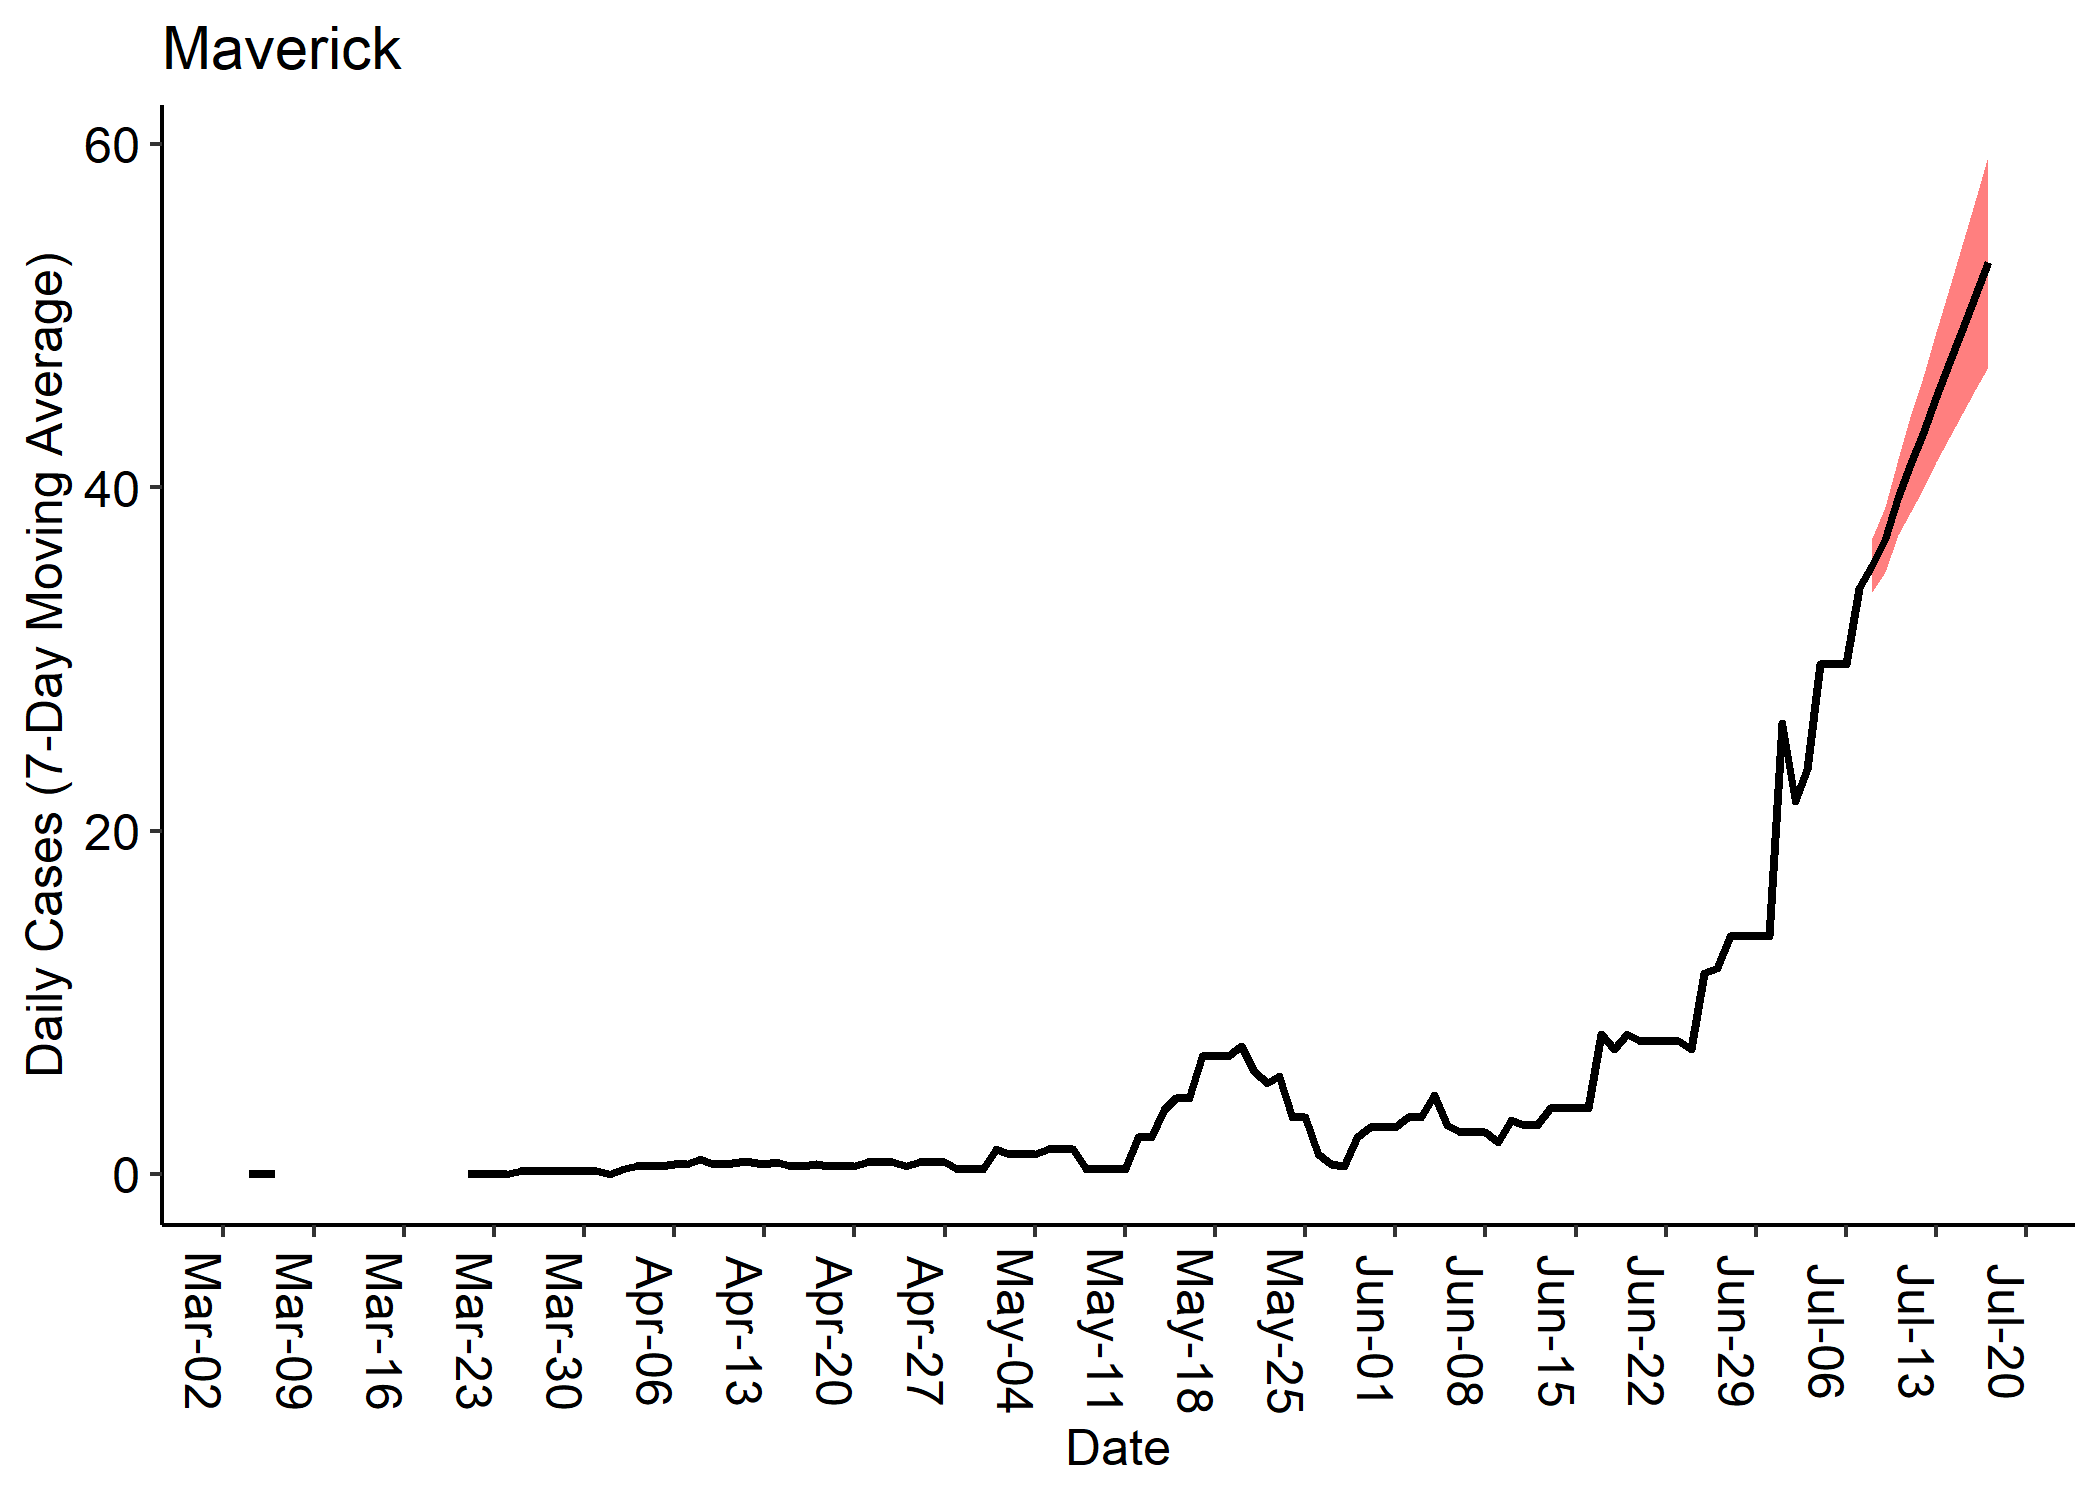 Maverick
Daily Cases (7-Day Moving Average)
60
40
20
0
Mar-02
Mar-09
Mar-16
Mar-23
Mar-30
Apr-06
Apr-13
Apr-20
Apr-27
May-04
May-11
May-18
May-25
Jun-01
Jun-08
Jun-15
Jun-22
Jun-29
Jul-06
Jul-13
Jul-20
Date